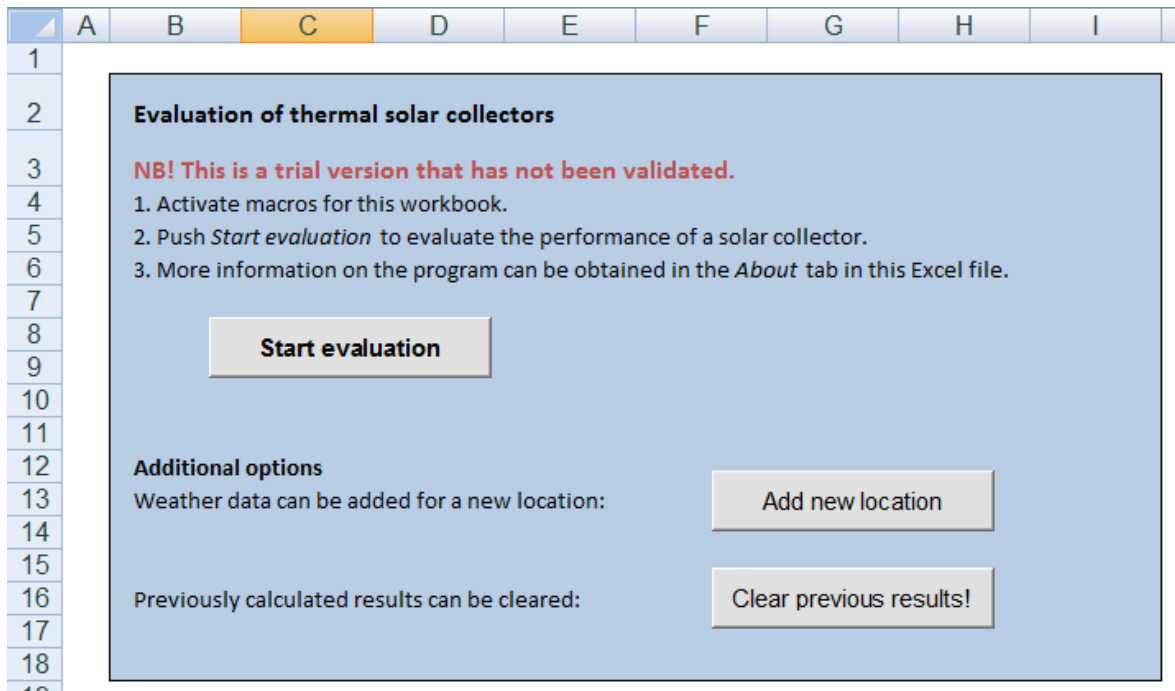 A B C D E F G H I
1
2 Evaluation of thermal solar collectors
3 NB! This is a trial version that has not been validated.
4 1. Activate macros for this workbook.
5 2. Push Start evaluation to evaluate the performance of a solar collector.
6 3. More information on the program can be obtained in the About tab in this Excel file.
7
8 Start evaluation
9
10
11
12 Additional options
13 Weather data can be added for a new location: Add new location
14
15
16 Previously calculated results can be cleared: Clear previous results!
17
18